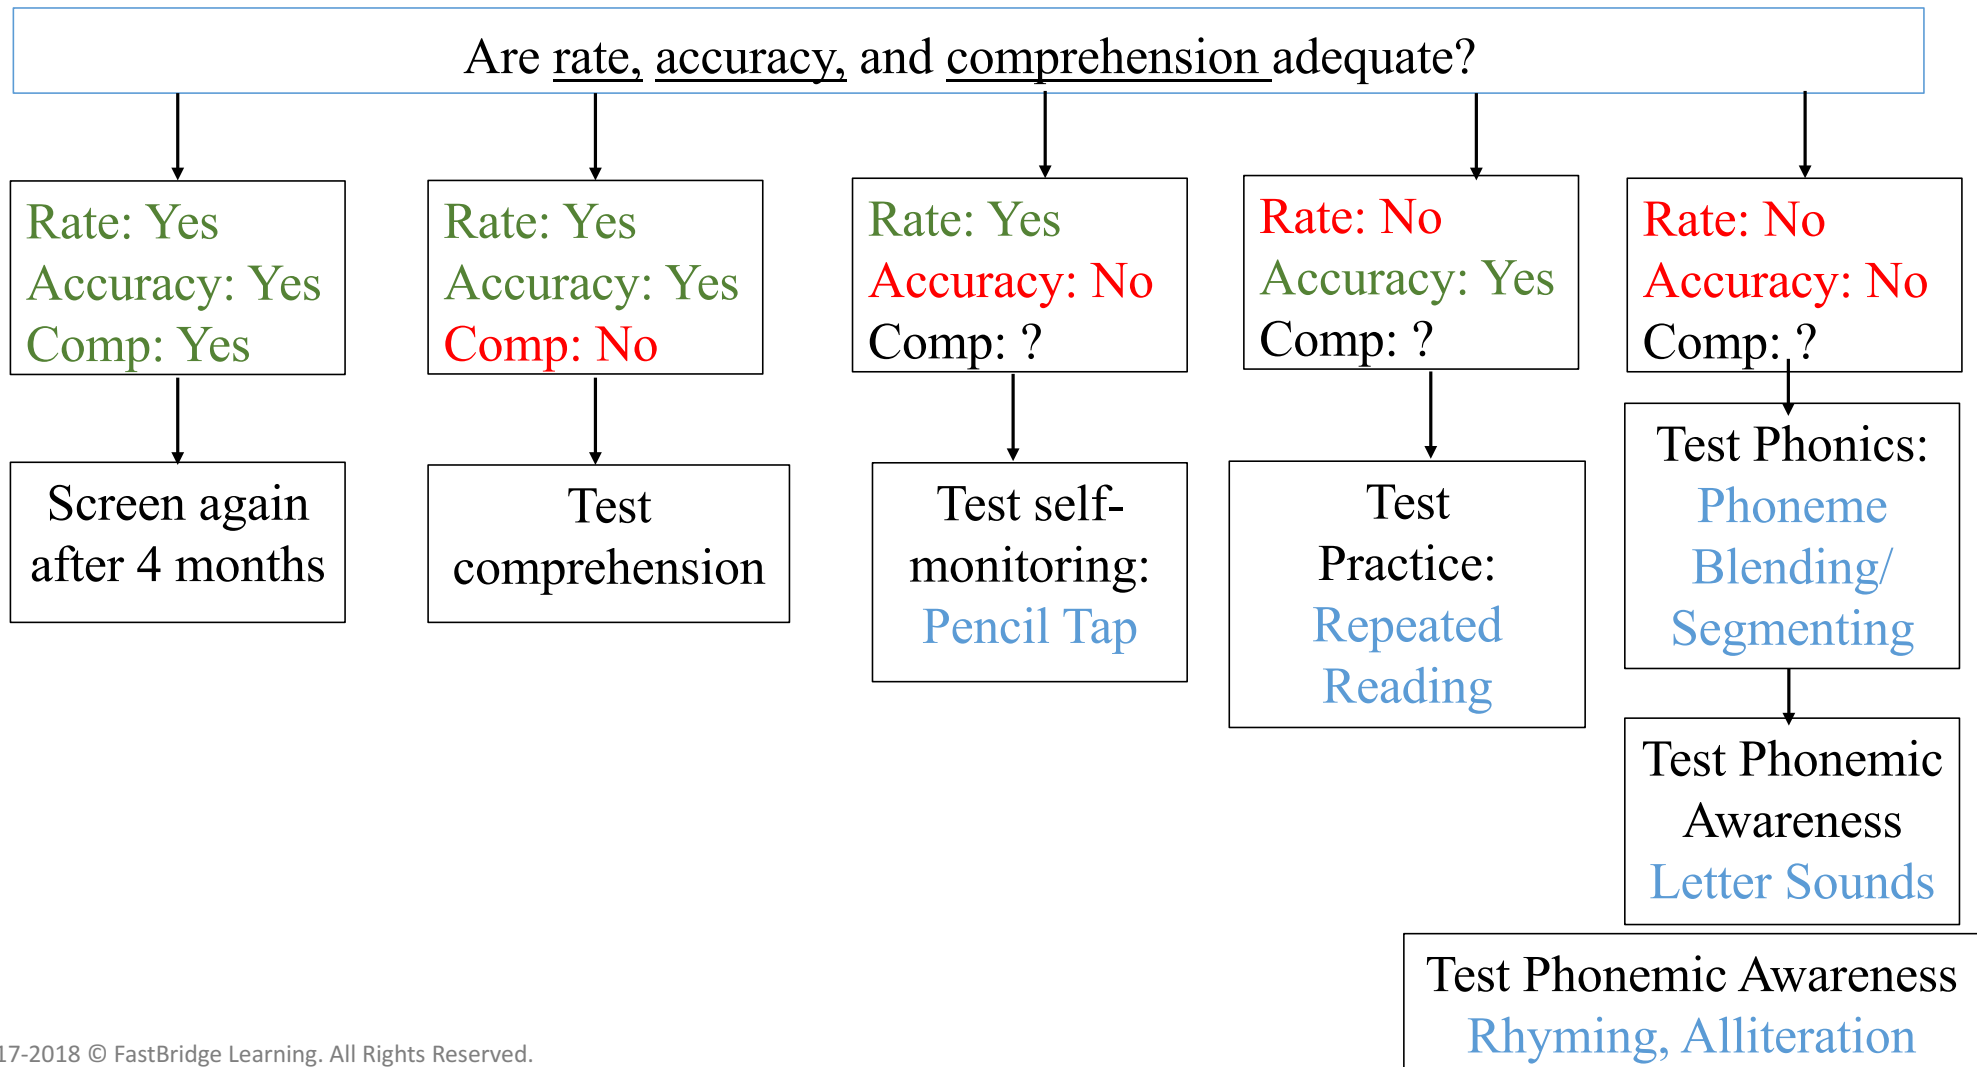 Are rate, accuracy, and comprehension adequate?
Rate: Yes
Accuracy: Yes
Comp: Yes
Rate: Yes
Accuracy: Yes
Comp: No
Rate: Yes
Accuracy: No
Comp: ?
Rate: No
Accuracy: Yes
Comp: ?
Rate: No
Accuracy: No
Comp: ?
Screen again
after 4 months
Test
comprehension
Test self-
monitoring:
Pencil Tap
Test
Practice:
Repeated
Reading
Test Phonics:
Phoneme
Blending/
Segmenting
Test Phonemic
Awareness
Letter Sounds
Test Phonemic Awareness
Rhyming, Alliteration
17-2018 © FastBridge Learning. All Rights Reserved.